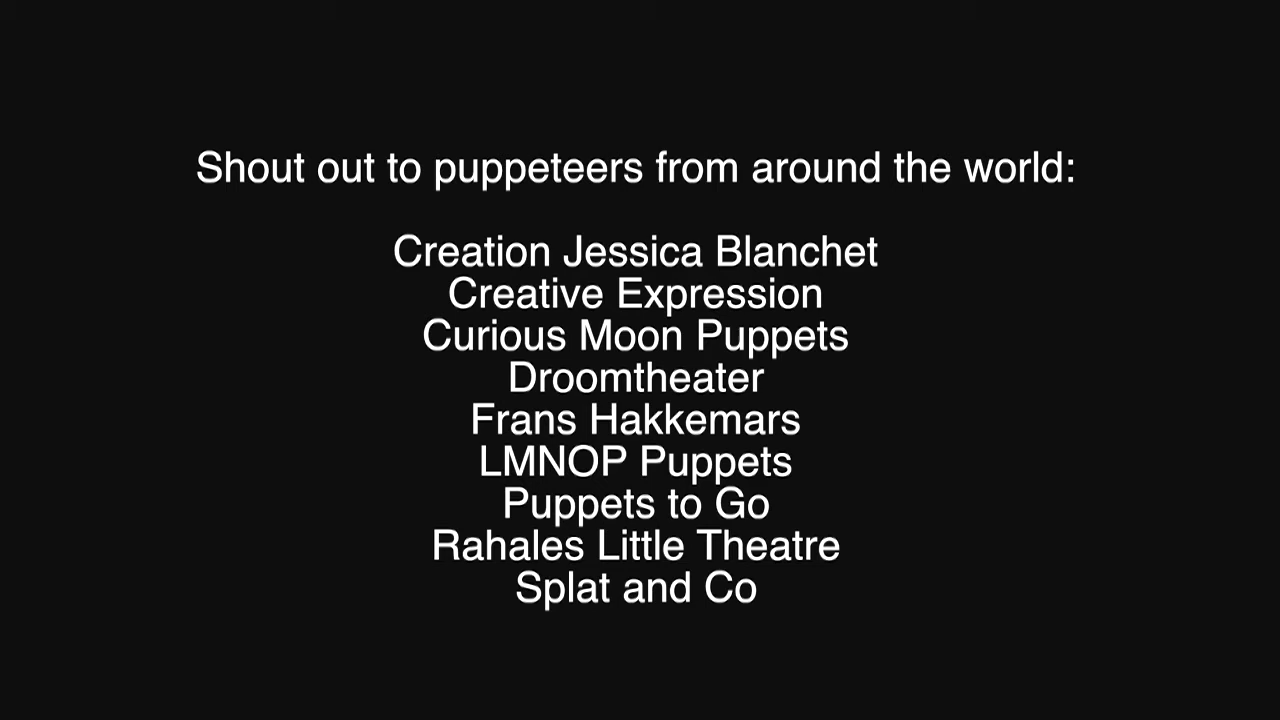 Shout out to puppeteers from around the world:
Creation Jessica Blanchet
Creative Expression
Curious Moon Puppets
Droomtheater
Frans Hakkemars
LMNOP Puppets
Puppets to Go
Rahales Little Theatre
Splat and Co